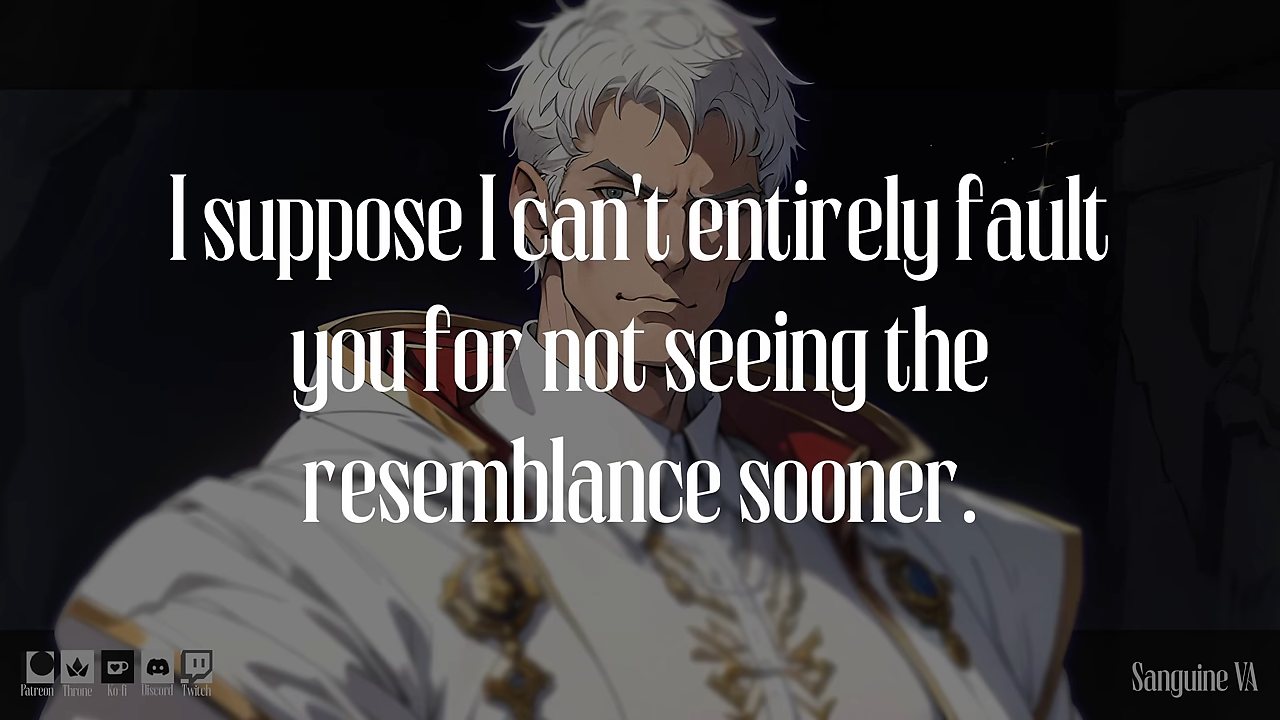 I suppose I can't entirely fault
you for not seeing the
resemblance sooner.
Patreon Throne Ko fi Discord Twitch
Sanguine VA